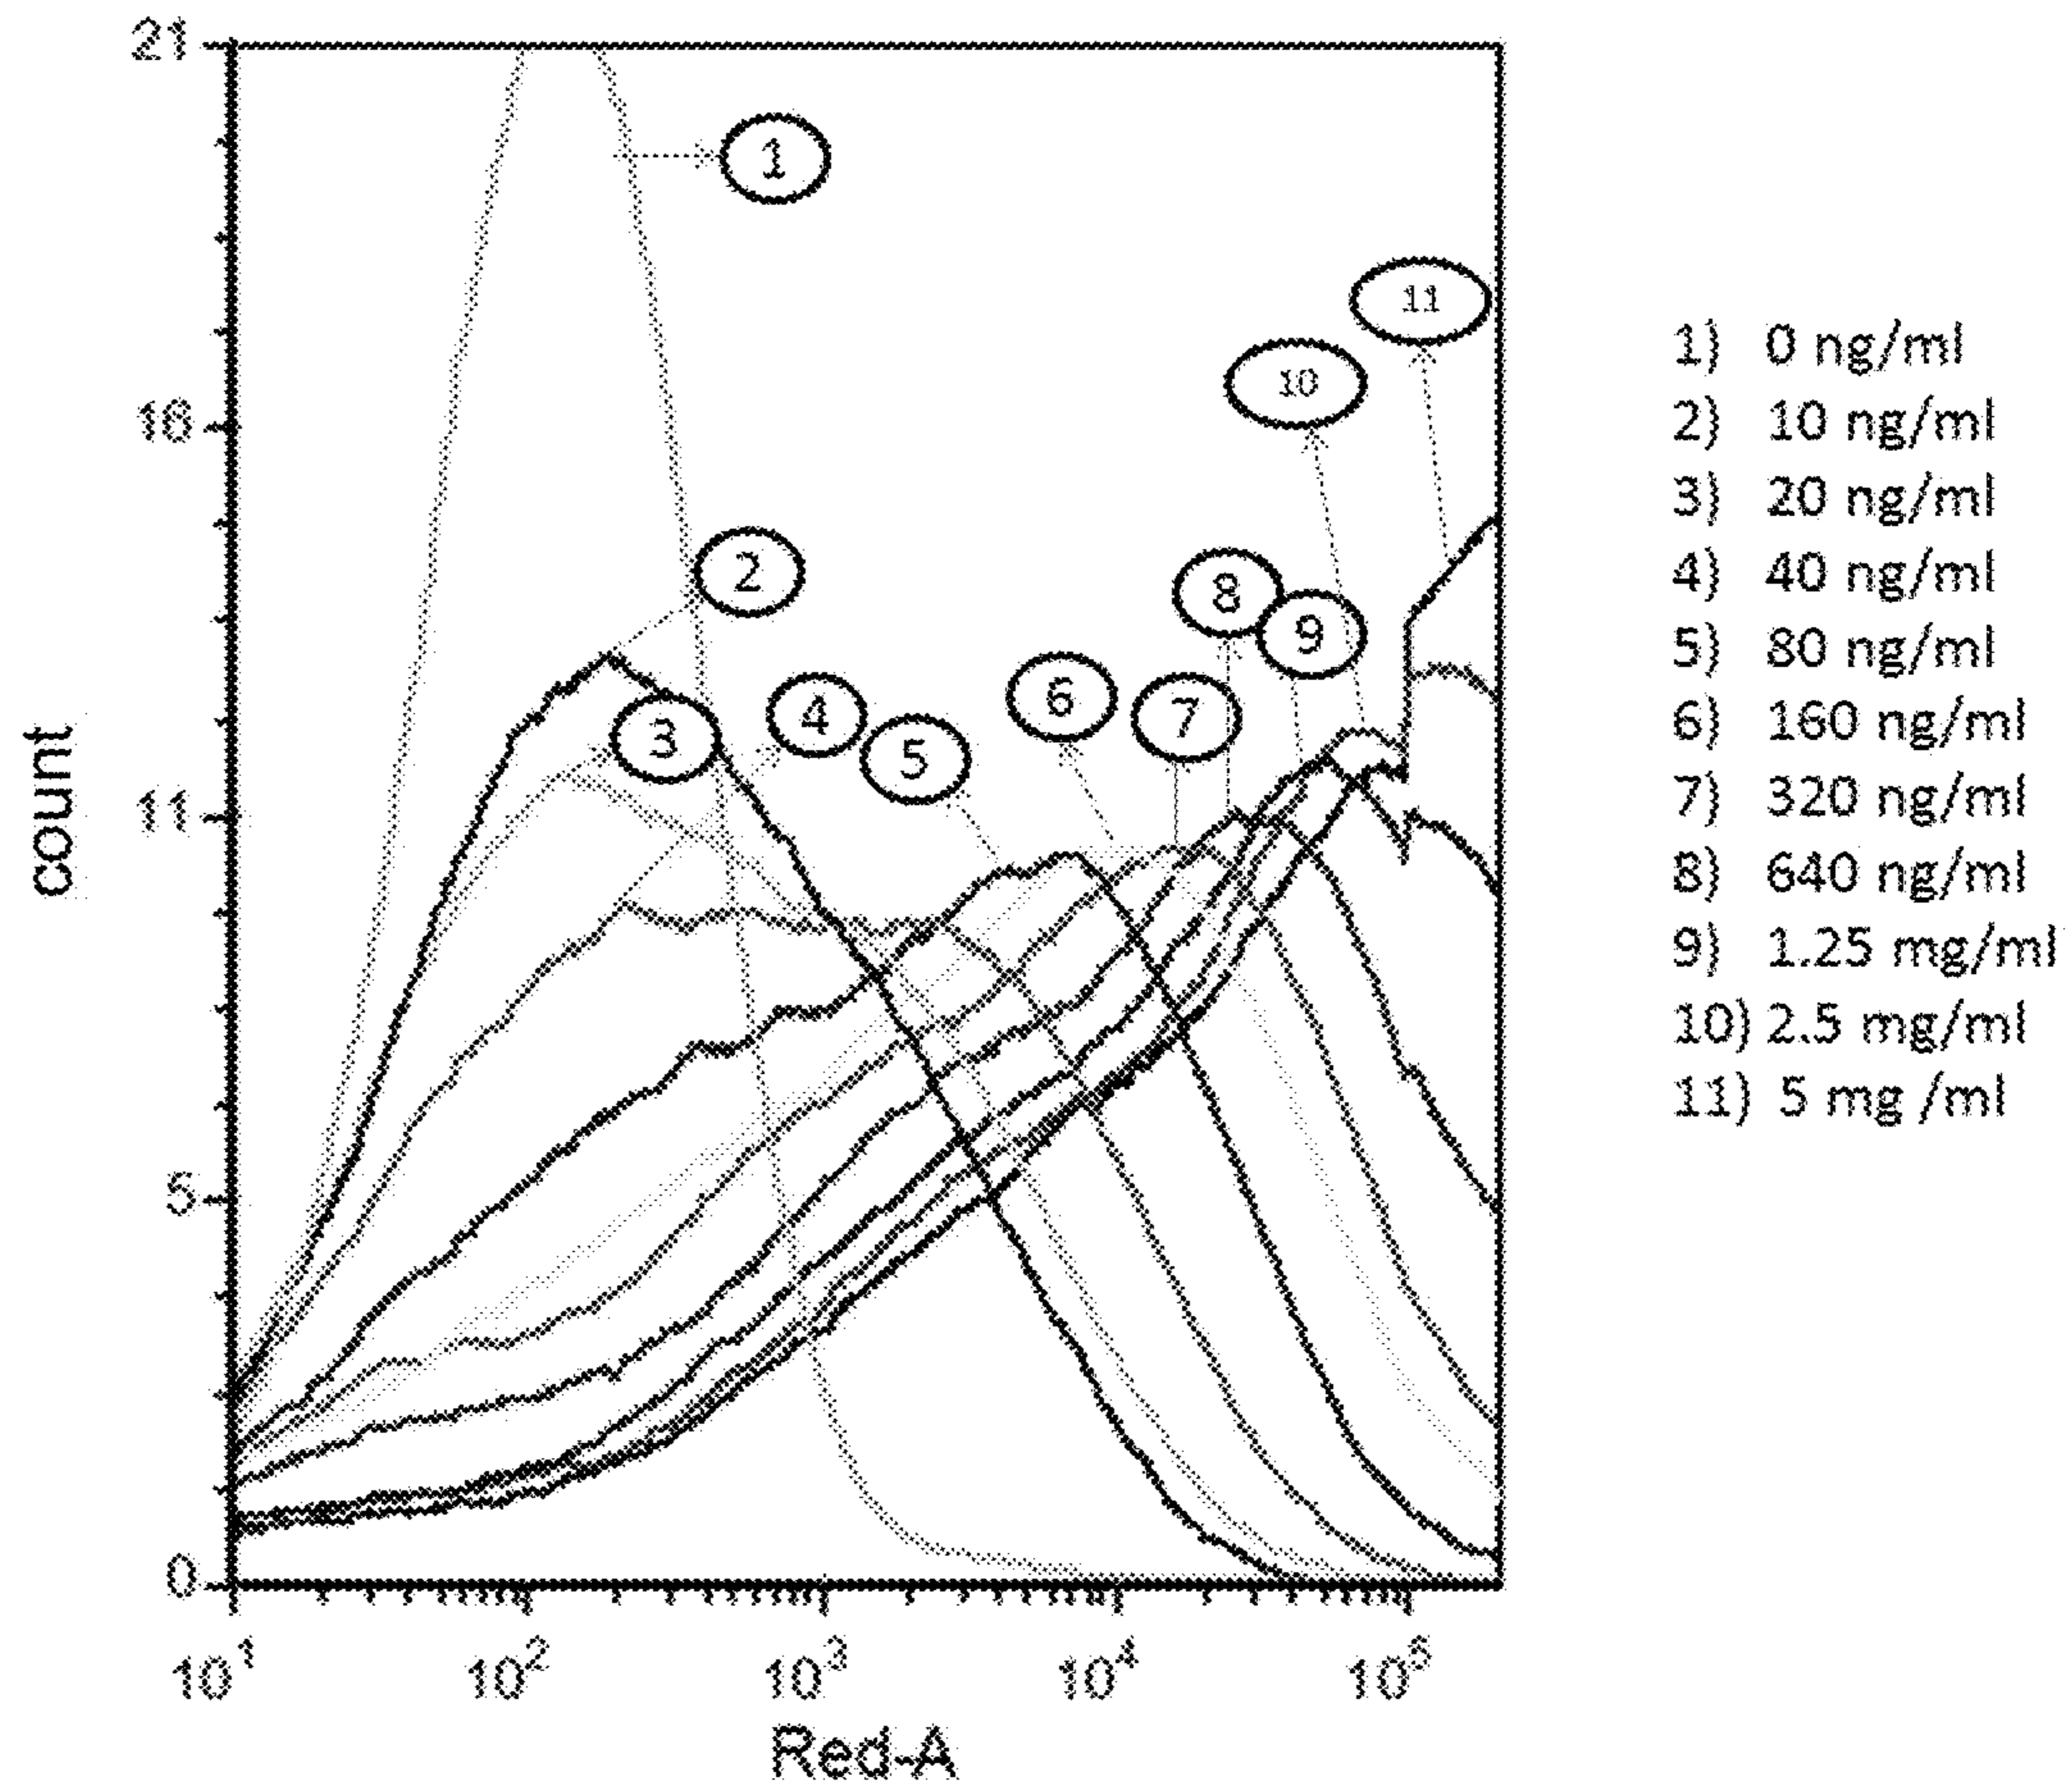 21
16
11
5
0
count
10¹
10²
10³
10⁴
10⁵
Red-A
1
2
3
4
5
6
7
8
9
10
11
1) 0 ng/ml
2) 10 ng/ml
3) 20 ng/ml
4) 40 ng/ml
5) 80 ng/ml
6) 160 ng/ml
7) 320 ng/ml
8) 640 ng/ml
9) 1.25 mg/ml
10) 2.5 mg/ml
11) 5 mg /ml